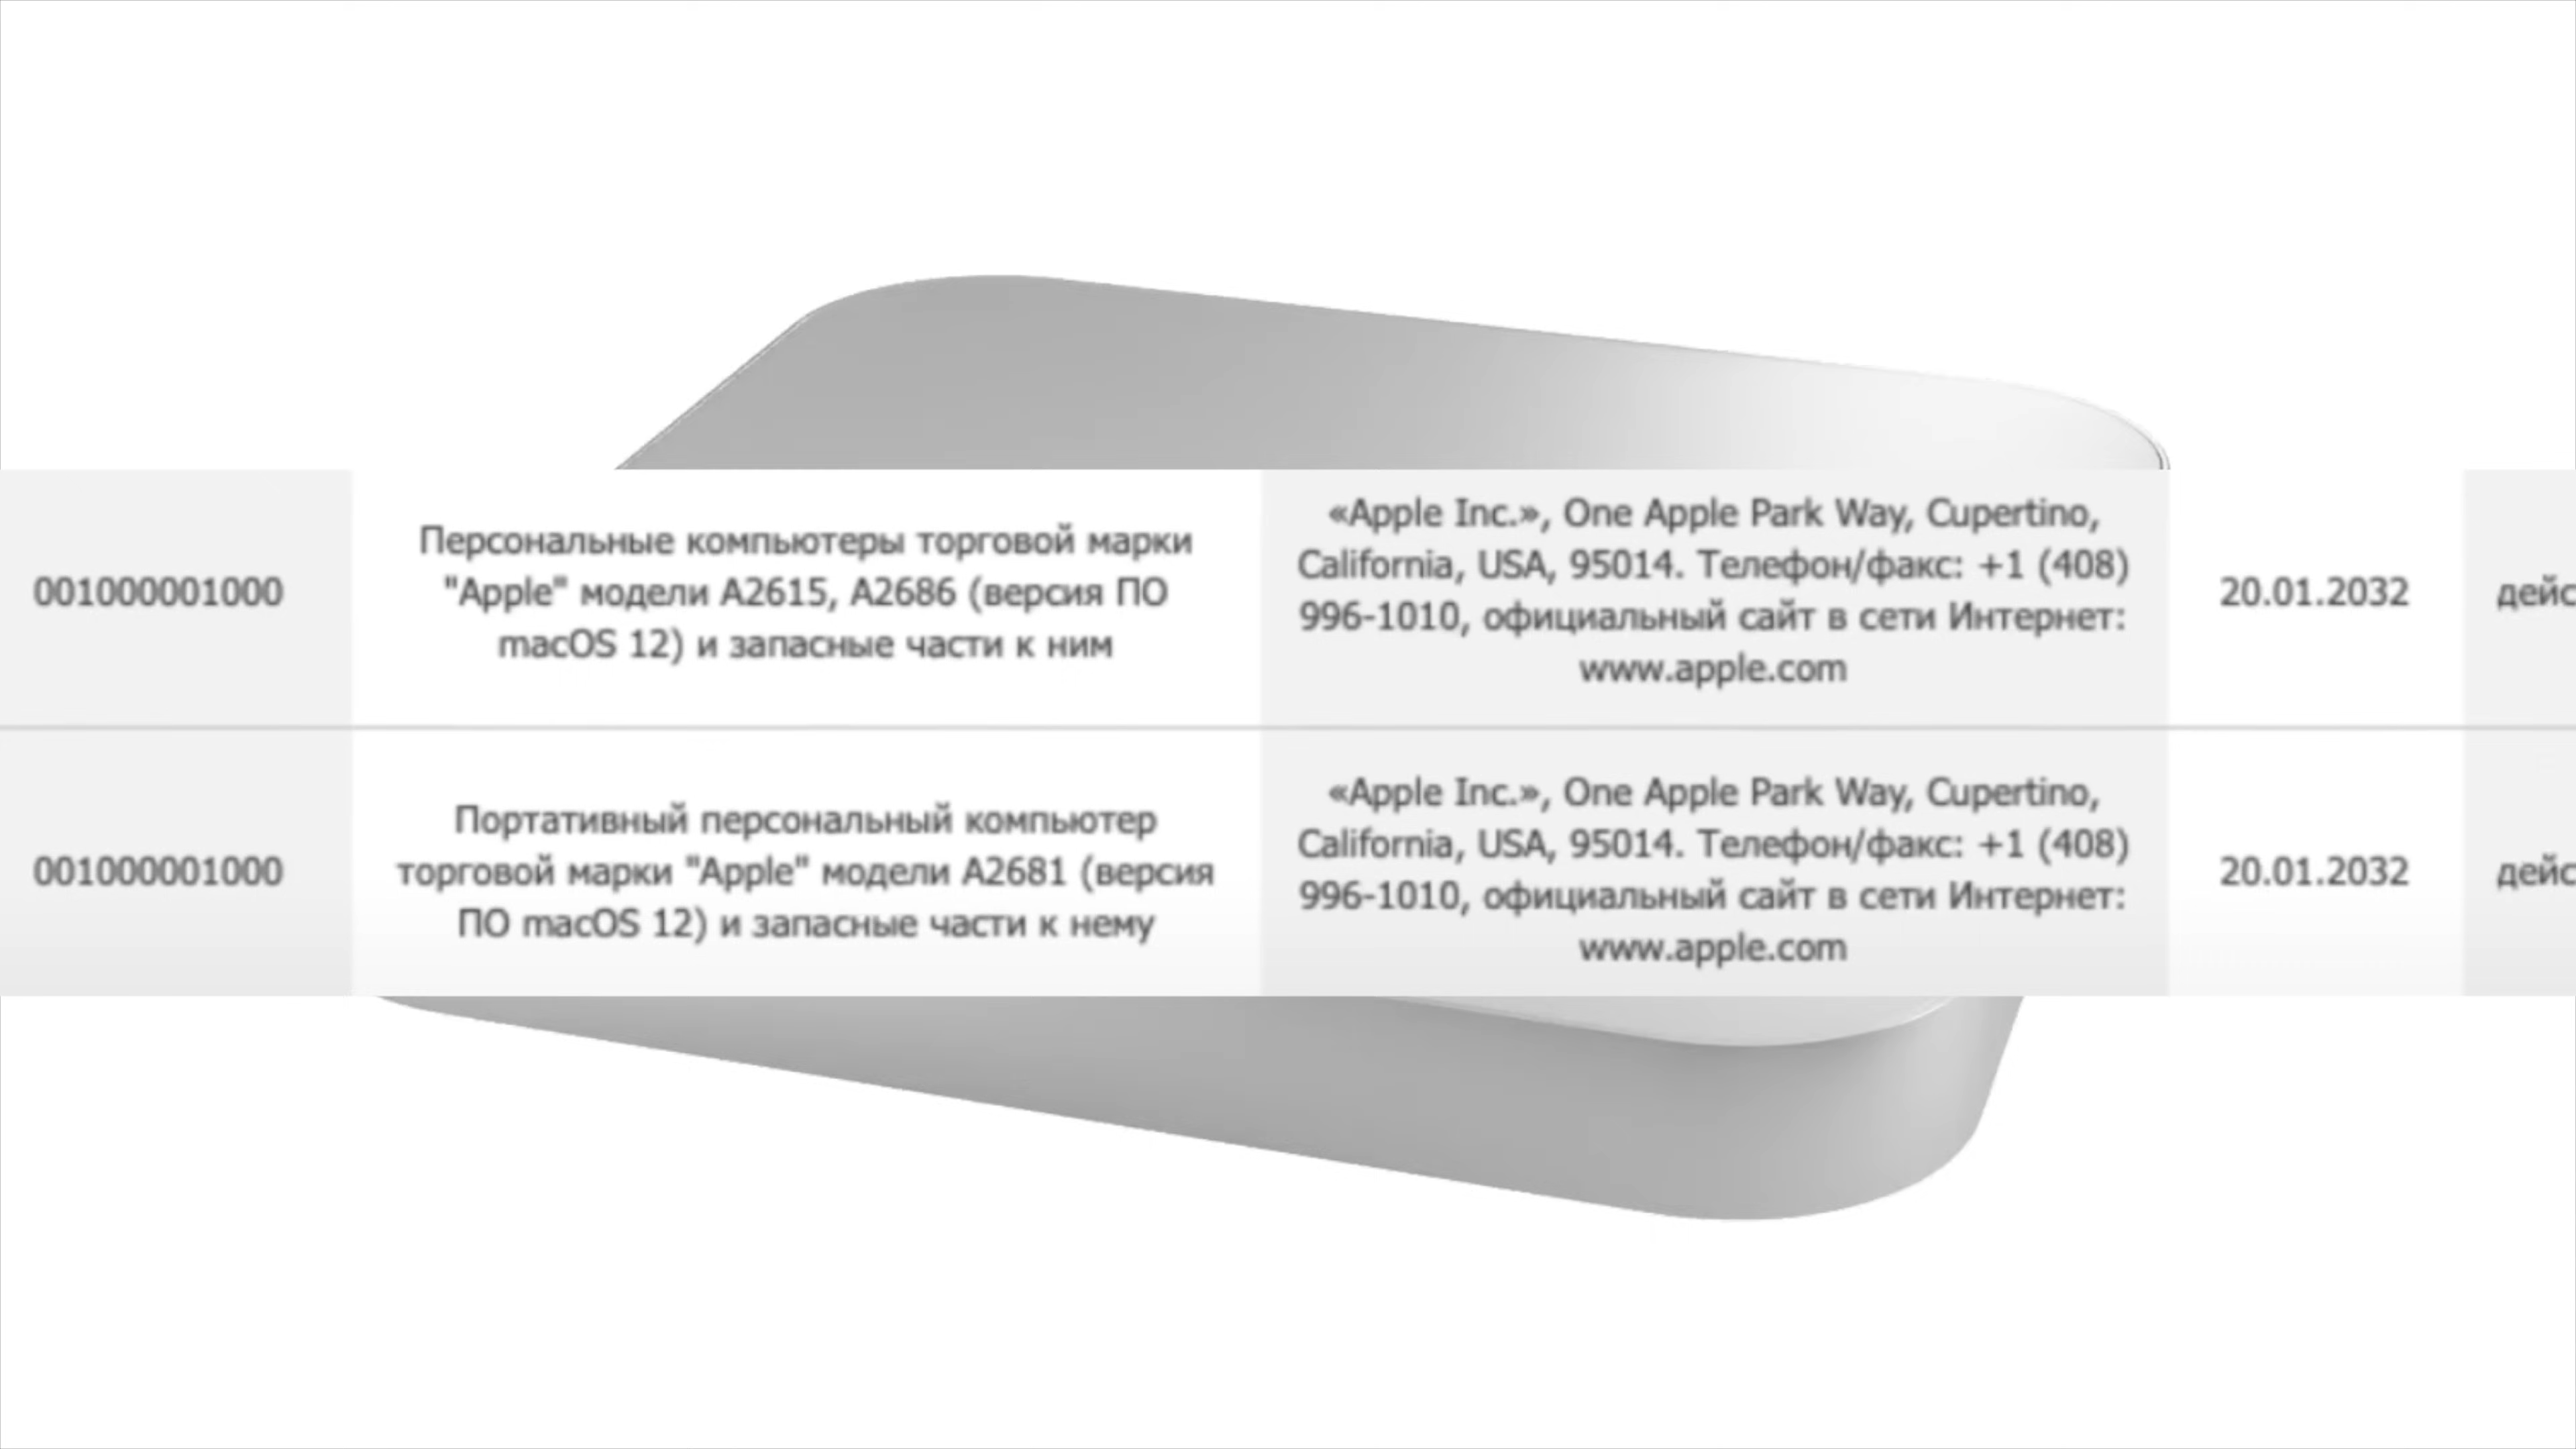 001000001000
Персональные компьютеры торговой марки
"Apple" модели A2615, A2686 (версия ПО
macOS 12) и запасные части к ним
«Apple Inc.», One Apple Park Way, Cupertino,
California, USA, 95014. Телефон/факс: +1 (408)
996-1010, официальный сайт в сети Интернет:
www.apple.com
20.01.2032
001000001000
Портативный персональный компьютер
торговой марки "Apple" модели A2681 (версия
ПО macOS 12) и запасные части к нему
«Apple Inc.», One Apple Park Way, Cupertino,
California, USA, 95014. Телефон/факс: +1 (408)
996-1010, официальный сайт в сети Интернет:
www.apple.com
20.01.2032